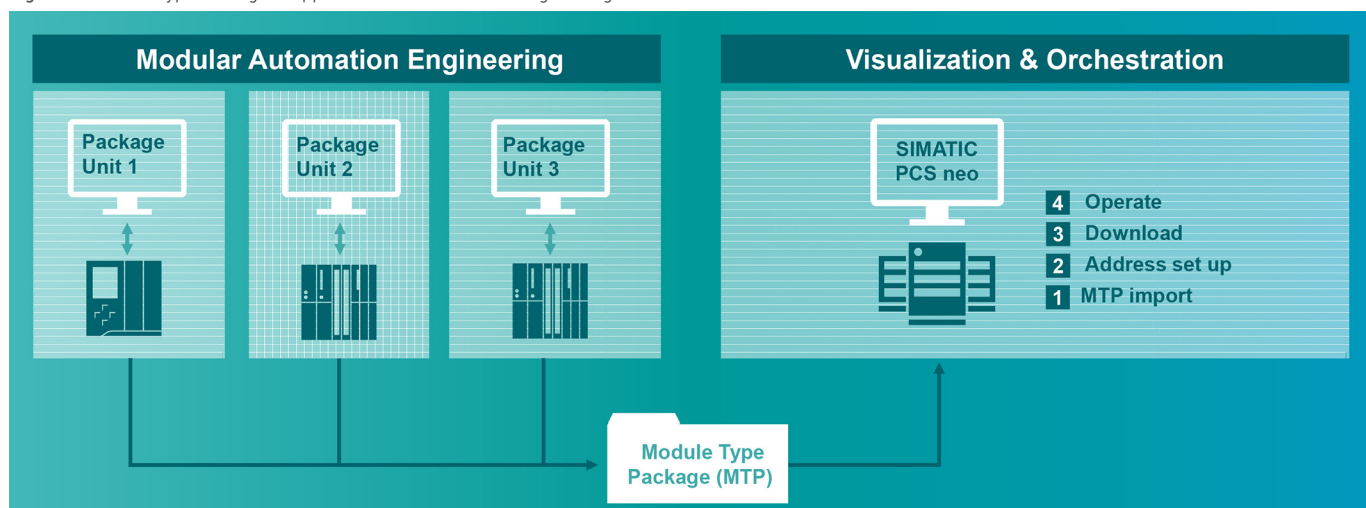 Modular Automation Engineering
Visualization & Orchestration
Package
Unit 1
Package
Unit 2
Package
Unit 3
SIMATIC
PCS neo
4 Operate
3 Download
2 Address set up
1 MTP import
Module Type
Package (MTP)